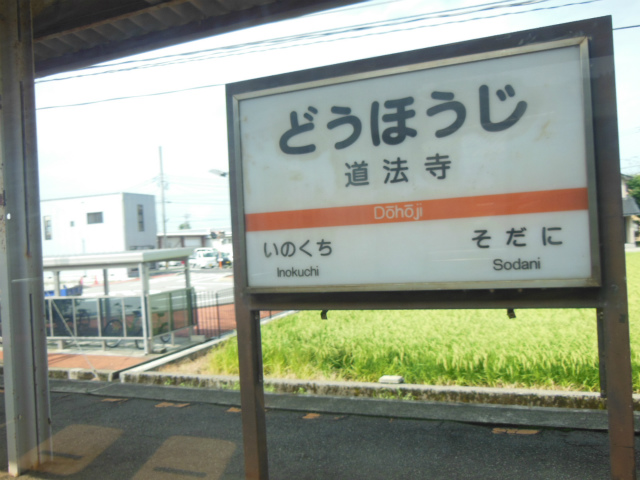 どうほうじ
道法寺
Dōhōji
いのくち そだに
Inokuchi Sodani